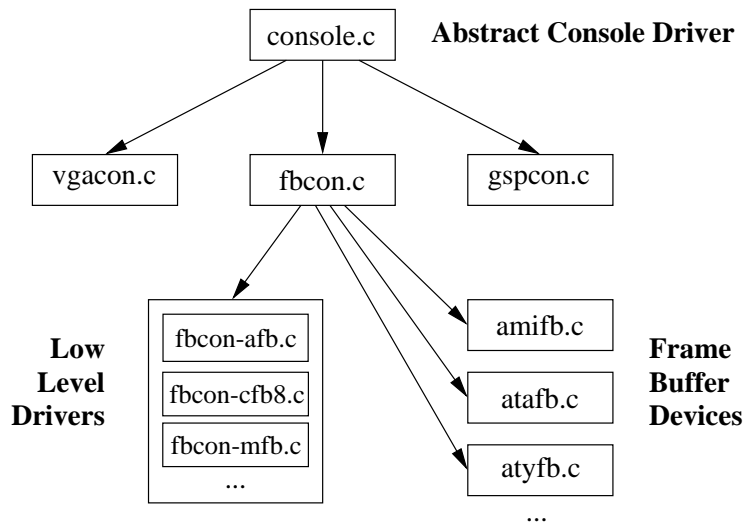 console.c
Abstract Console Driver
vgacon.c
fbcon.c
gspcon.c
Low
Level
Drivers
fbcon-afb.c
fbcon-cfb8.c
fbcon-mfb.c
...
amifb.c
atafb.c
atyfb.c
...
Frame
Buffer
Devices